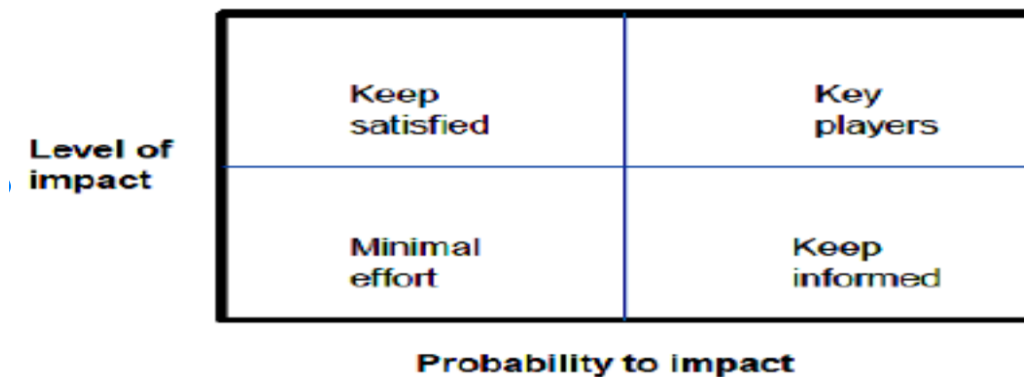 Keep
satisfied
Key
players
Level of
impact
Minimal
effort
Keep
informed
Probability to impact